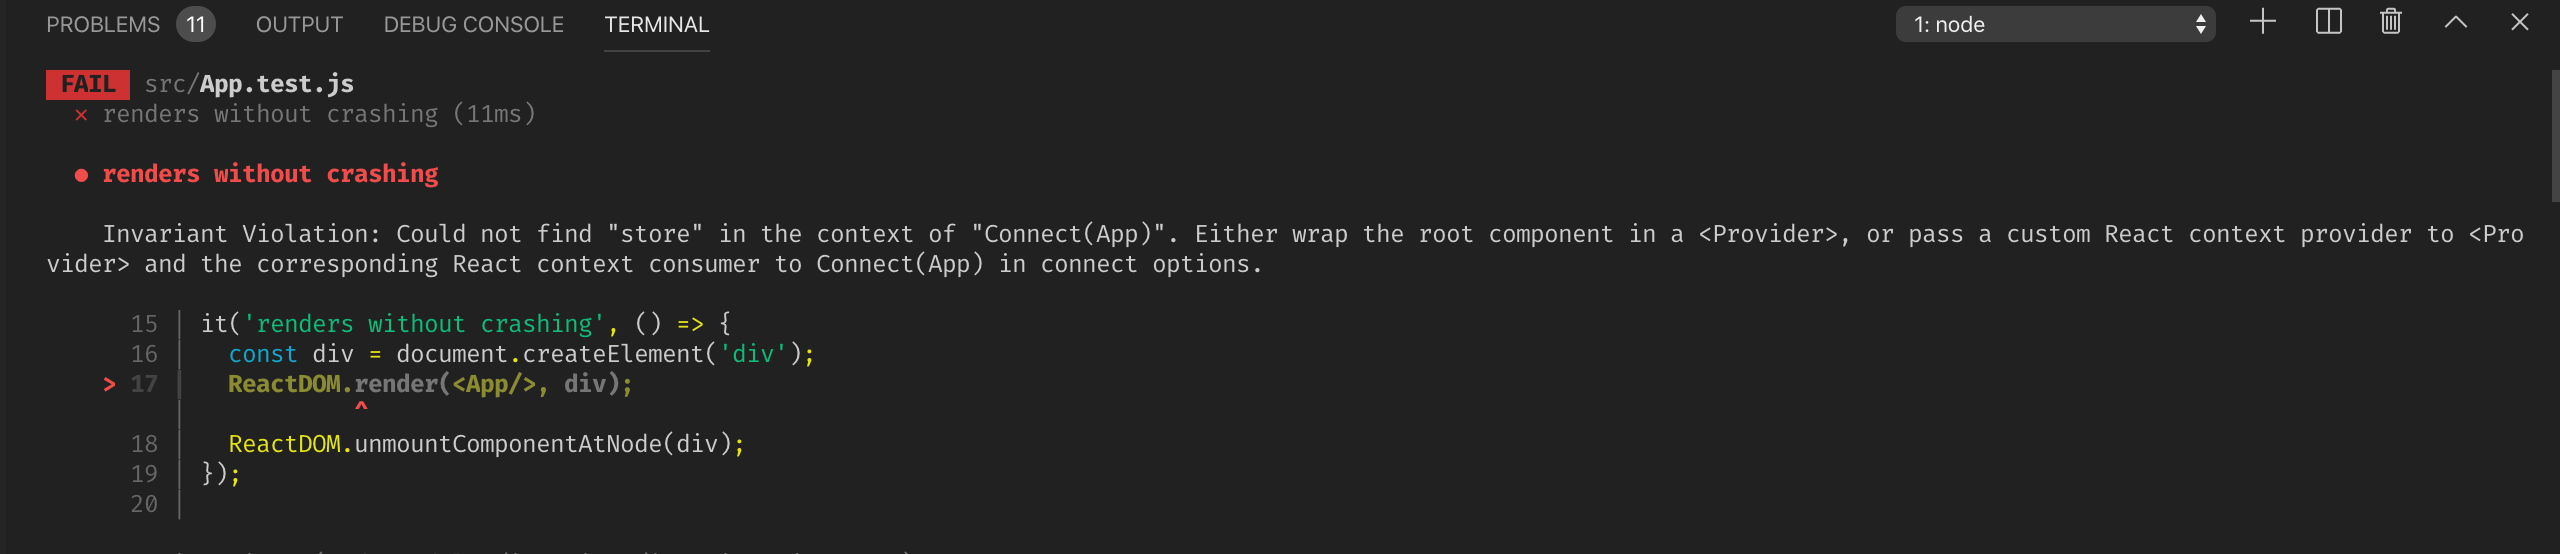 PROBLEMS 11 OUTPUT DEBUG CONSOLE TERMINAL 1: node
FAIL src/App.test.js
✕ renders without crashing (11ms)
● renders without crashing
Invariant Violation: Could not find "store" in the context of "Connect(App)". Either wrap the root component in a <Provider>, or pass a custom React context provider to <Pro
vider> and the corresponding React context consumer to Connect(App) in connect options.
15 | it('renders without crashing', () => {
16 | const div = document.createElement('div');
> 17 | ReactDOM.render(<App/>, div);
| ^
18 | ReactDOM.unmountComponentAtNode(div);
19 | });
20 |